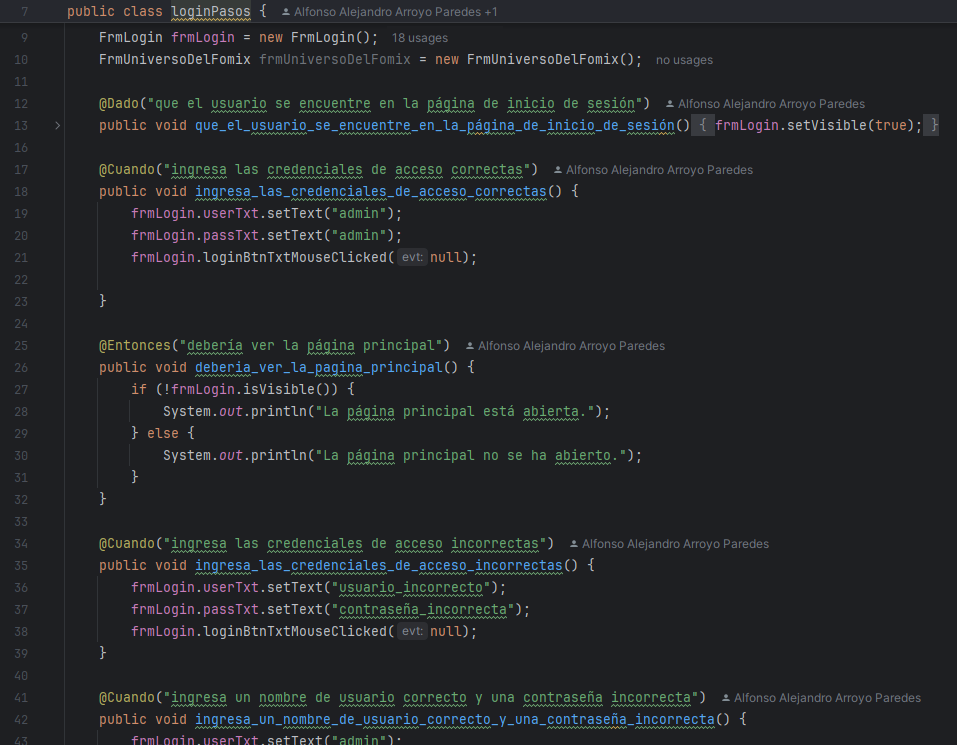 7 public class loginPasos { Alfonso Alejandro Arroyo Paredes +1
9 FrmLogin frmLogin = new FrmLogin(); 18 usages
10 FrmUniversoDelFomix frmUniversoDelFomix = new FrmUniversoDelFomix(); no usages
11
12 @Dado("que el usuario se encuentre en la página de inicio de sesión") Alfonso Alejandro Arroyo Paredes
13 public void que_el_usuario_se_encuentre_en_la_página_de_inicio_de_sesión() { frmLogin.setVisible(true); }
16
17 @Cuando("ingresa las credenciales de acceso correctas") Alfonso Alejandro Arroyo Paredes
18 public void ingresa_las_credenciales_de_acceso_correctas() {
19 frmLogin.userTxt.setText("admin");
20 frmLogin.passTxt.setText("admin");
21 frmLogin.loginBtnTxtMouseClicked( evt: null);
22
23 }
24
25 @Entonces("debería ver la página principal") Alfonso Alejandro Arroyo Paredes
26 public void deberia_ver_la_pagina_principal() {
27 if (!frmLogin.isVisible()) {
28 System.out.println("La página principal está abierta.");
29 } else {
30 System.out.println("La página principal no se ha abierto.");
31 }
32 }
33
34 @Cuando("ingresa las credenciales de acceso incorrectas") Alfonso Alejandro Arroyo Paredes
35 public void ingresa_las_credenciales_de_acceso_incorrectas() {
36 frmLogin.userTxt.setText("usuario_incorrecto");
37 frmLogin.passTxt.setText("contraseña_incorrecta");
38 frmLogin.loginBtnTxtMouseClicked( evt: null);
39 }
40
41 @Cuando("ingresa un nombre de usuario correcto y una contraseña incorrecta") Alfonso Alejandro Arroyo Paredes
42 public void ingresa_un_nombre_de_usuario_correcto_y_una_contraseña_incorrecta() {
43 frmLogin.userTxt.setText("admin");